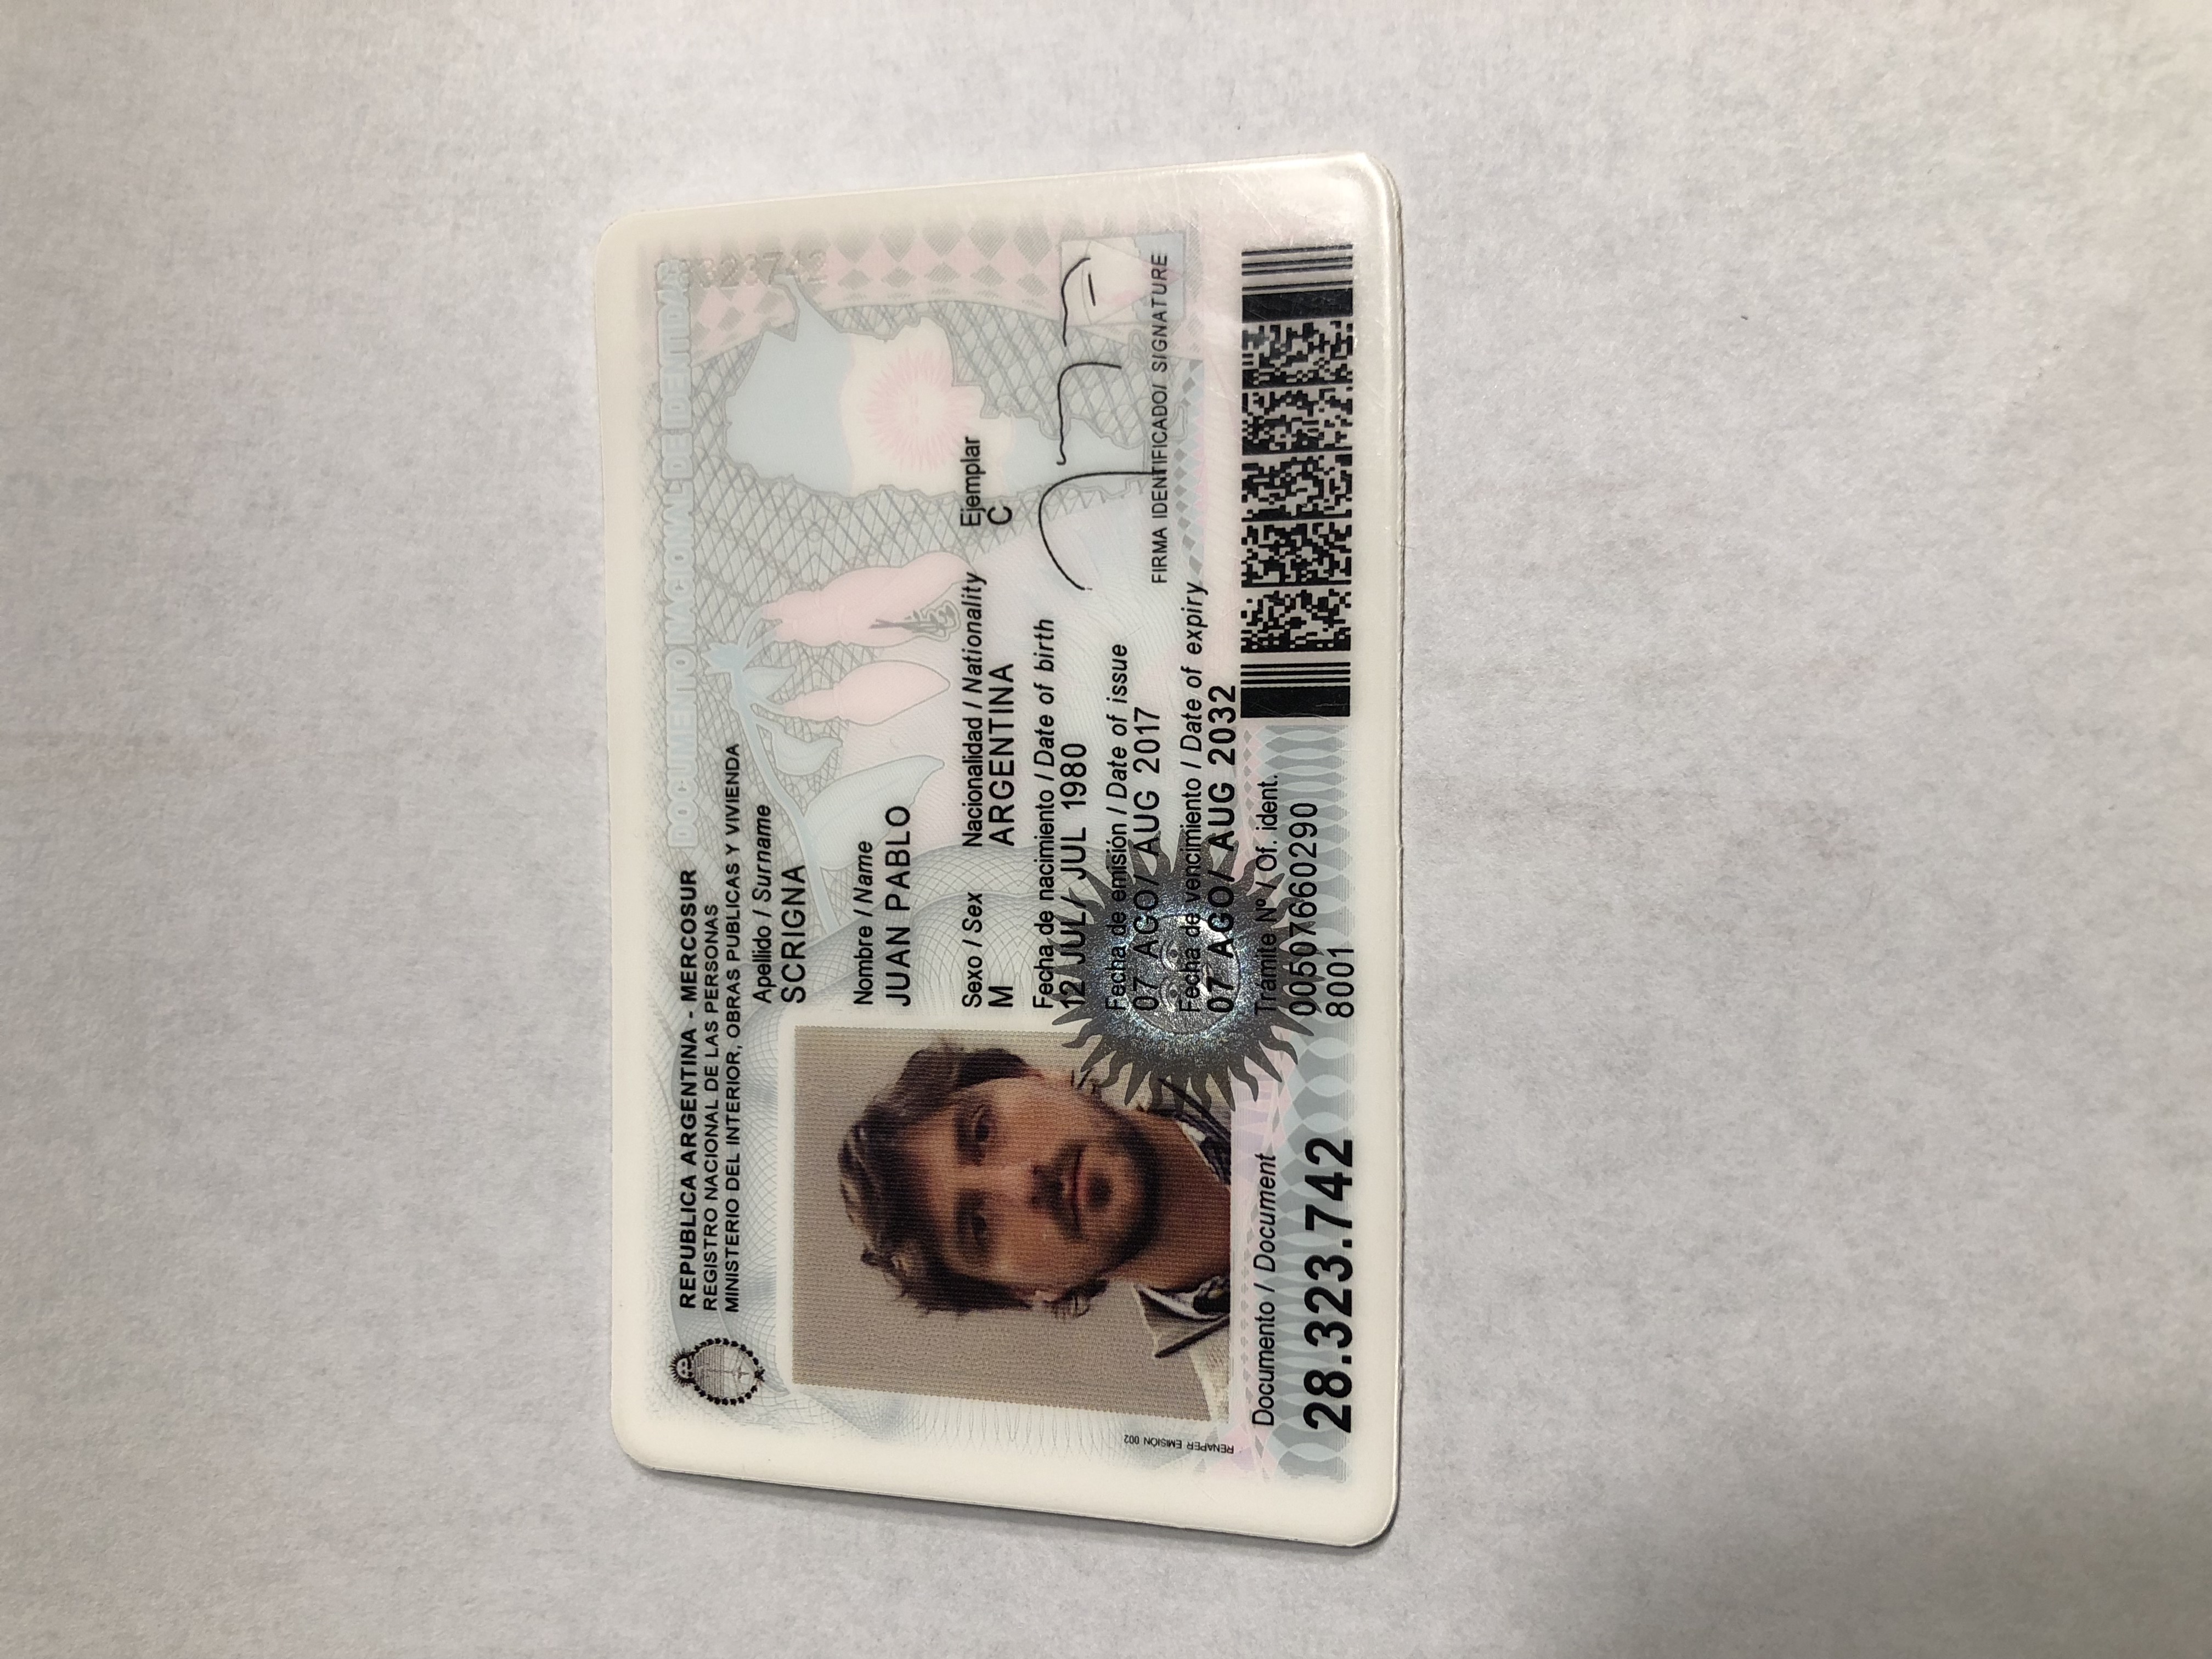 REPUBLICA ARGENTINA - MERCOSUR
DOCUMENTO NACIONAL DE IDENTIDAD
REGISTRO NACIONAL DE LAS PERSONAS
MINISTERIO DEL INTERIOR, OBRAS PUBLICAS Y VIVIENDA
323742
Apellido / Surname
SCRIGNA
Nombre / Name
JUAN PABLO
Sexo / Sex Nacionalidad / Nationality Ejemplar
M ARGENTINA C
Fecha de nacimiento / Date of birth
12 JUL/ JUL 1980
Fecha de emisión / Date of issue
07 AGO/ AUG 2017
FIRMA IDENTIFICADO/ SIGNATURE
Fecha de vencimiento / Date of expiry
07 AGO/ AUG 2032
Trámite Nº / Of. ident.
00507660290
8001
RENAPER EMISIÓN 002
Documento / Document
28.323.742